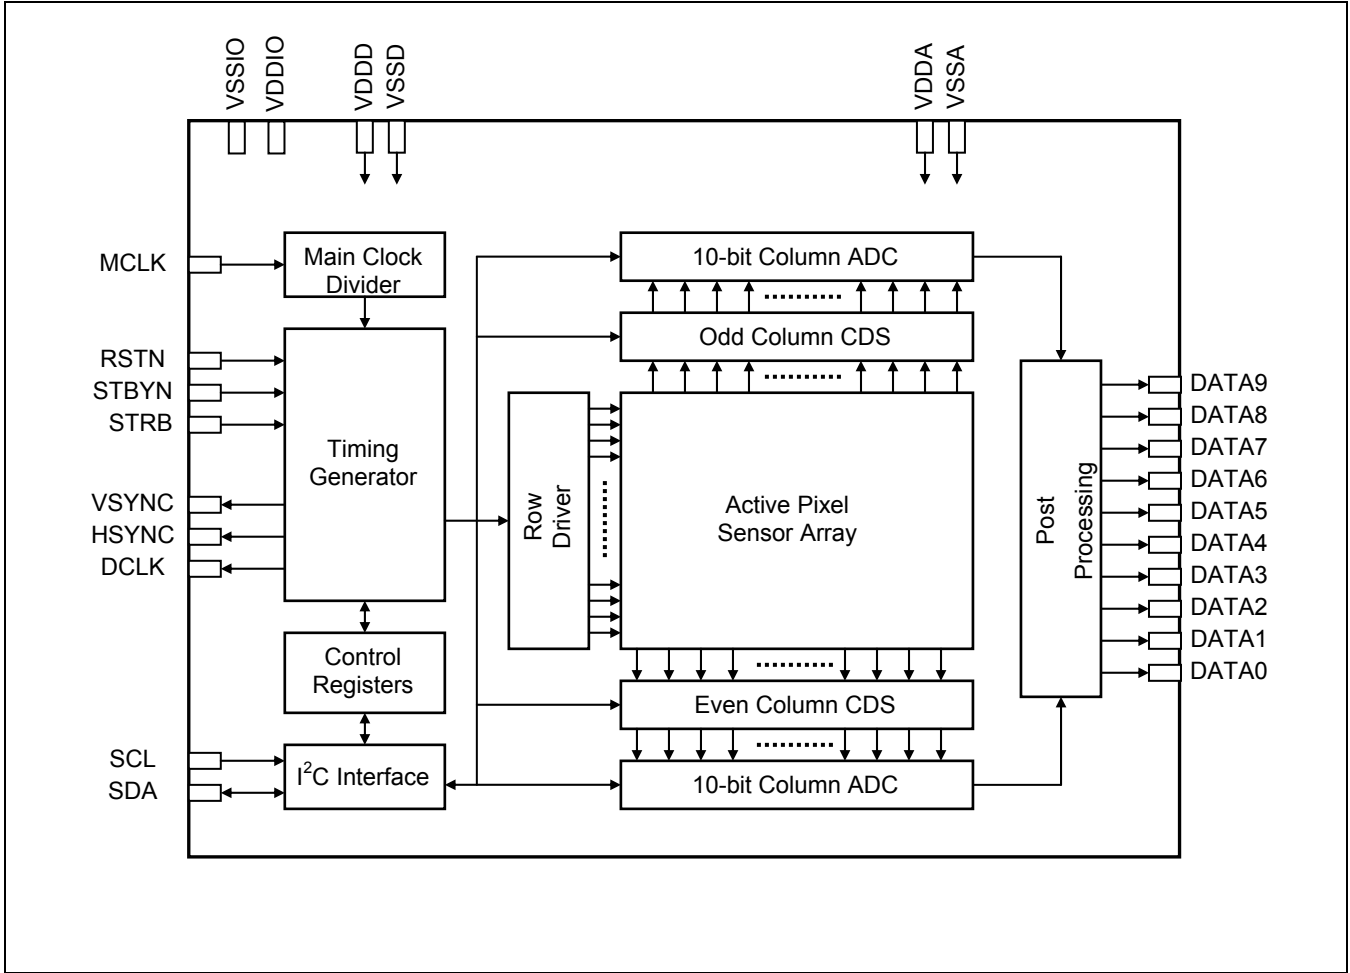 VSSIO
VDDIO
VDDD
VSSD
VDDA
VSSA
MCLK
Main Clock
Divider
10-bit Column ADC
Odd Column CDS
RSTN
STBYN
STRB
Timing
Generator
VSYNC
HSYNC
DCLK
Row
Driver
Active Pixel
Sensor Array
Post
Processing
DATA9
DATA8
DATA7
DATA6
DATA5
DATA4
DATA3
DATA2
DATA1
DATA0
Control
Registers
Even Column CDS
SCL
SDA
I²C Interface
10-bit Column ADC